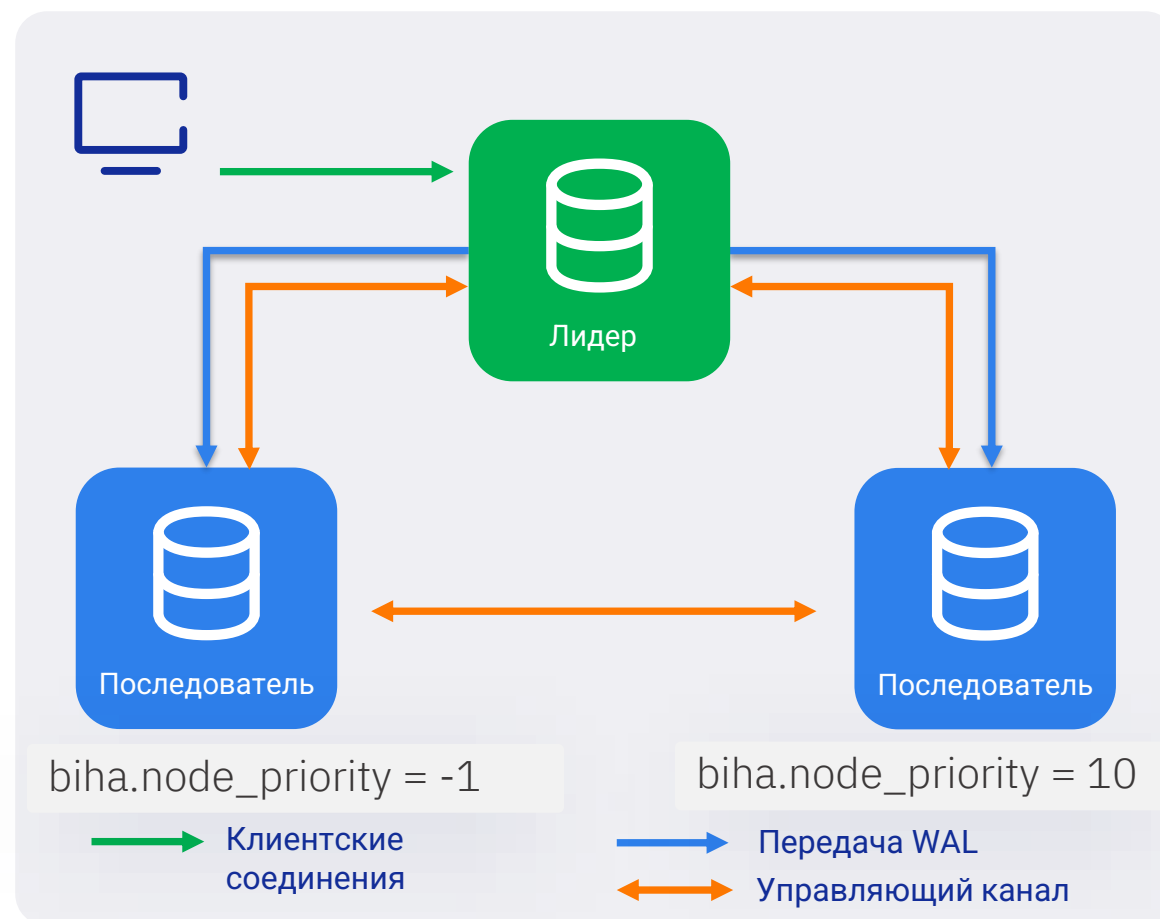 Лидер
Последователь
Последователь
biha.node_priority = -1
biha.node_priority = 10
Клиентские
соединения
Передача WAL
Управляющий канал